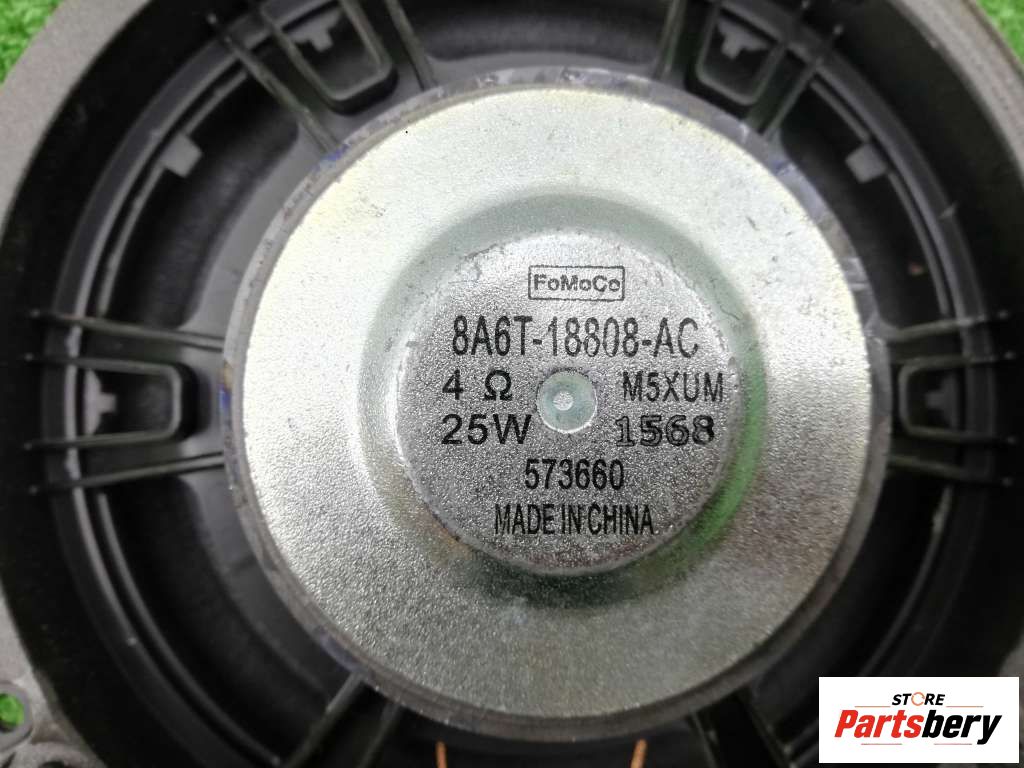 FoMoCo
8A6T-18808-AC
4 Ω M5XUM
25W 1568
573660
MADE IN CHINA
STORE
Partsbery